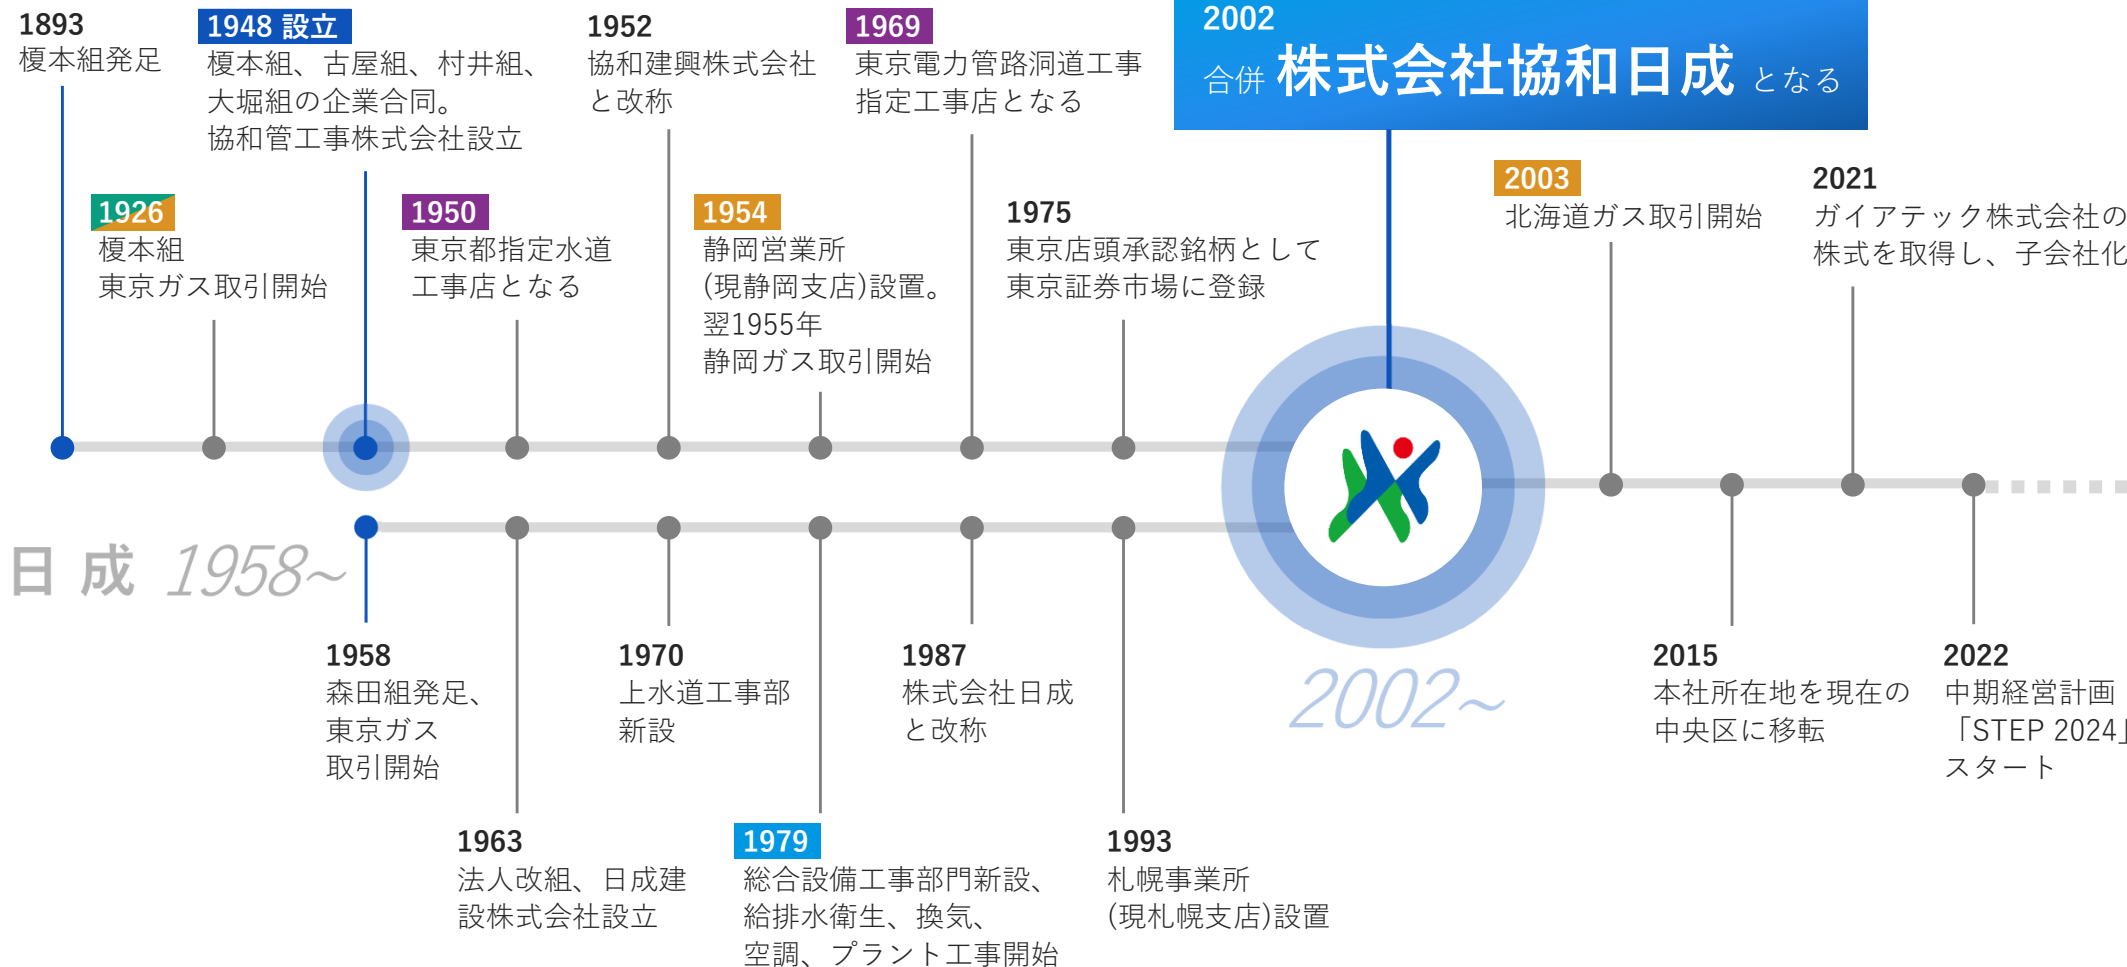 1893
榎本組発足
1948 設立
榎本組、古屋組、村井組、
大堀組の企業合同。
協和管工事株式会社設立
1952
協和建興株式会社
と改称
1969
東京電力管路洞道工事
指定工事店となる
2002
合併 株式会社協和日成 となる
1926
榎本組
東京ガス取引開始
1950
東京都指定水道
工事店となる
1954
静岡営業所
(現静岡支店)設置。
翌1955年
静岡ガス取引開始
1975
東京店頭承認銘柄として
東京証券市場に登録
2003
北海道ガス取引開始
2021
ガイアテック株式会社の
株式を取得し、子会社化
日成 1958~
2002~
1958
森田組発足、
東京ガス
取引開始
1970
上水道工事部
新設
1987
株式会社日成
と改称
2015
本社所在地を現在の
中央区に移転
2022
中期経営計画
「STEP 2024」
スタート
1963
法人改組、日成建
設株式会社設立
1979
総合設備工事部門新設、
給排水衛生、換気、
空調、プラント工事開始
1993
札幌事業所
(現札幌支店)設置